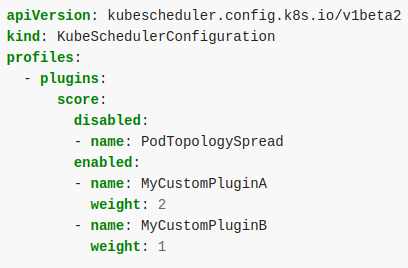 apiVersion: kubescheduler.config.k8s.io/v1beta2
kind: KubeSchedulerConfiguration
profiles:
  - plugins:
      score:
        disabled:
        - name: PodTopologySpread
        enabled:
        - name: MyCustomPluginA
          weight: 2
        - name: MyCustomPluginB
          weight: 1